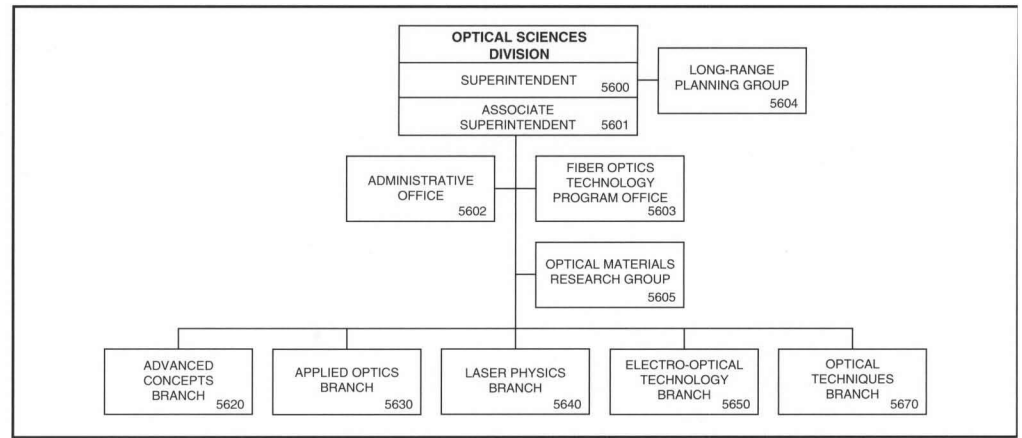 OPTICAL SCIENCES
DIVISION
SUPERINTENDENT
5600
ASSOCIATE
SUPERINTENDENT 5601
LONG-RANGE
PLANNING GROUP
5604
ADMINISTRATIVE
OFFICE
5602
FIBER OPTICS
TECHNOLOGY
PROGRAM OFFICE
5603
OPTICAL MATERIALS
RESEARCH GROUP
5605
ADVANCED
CONCEPTS
BRANCH
5620
APPLIED OPTICS
BRANCH
5630
LASER PHYSICS
BRANCH
5640
ELECTRO-OPTICAL
TECHNOLOGY
BRANCH
5650
OPTICAL
TECHNIQUES
BRANCH
5670